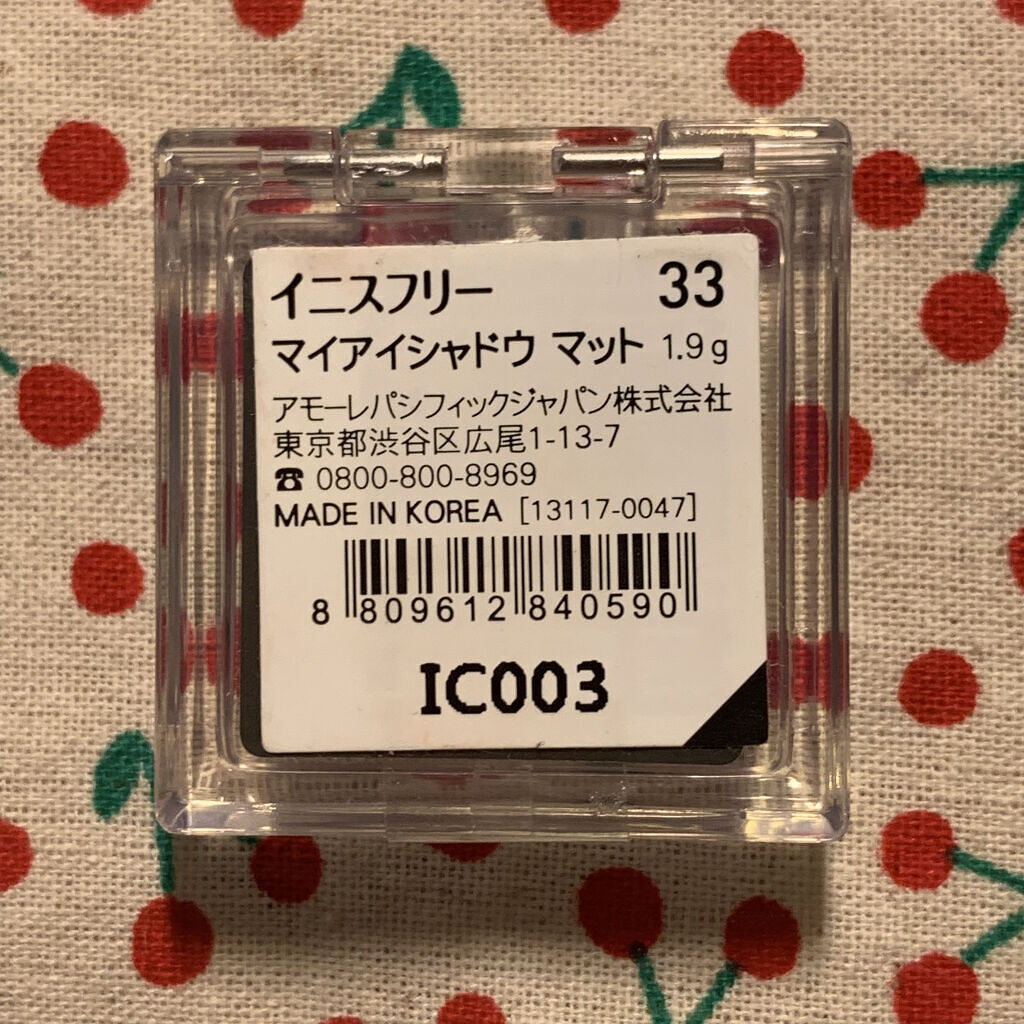 イニスフリー 33
マイアイシャドウ マット 1.9g
アモーレパシフィックジャパン株式会社
東京都渋谷区広尾1-13-7
☎ 0800-800-8969
MADE IN KOREA [13117-0047]
8 809612 840590
IC003